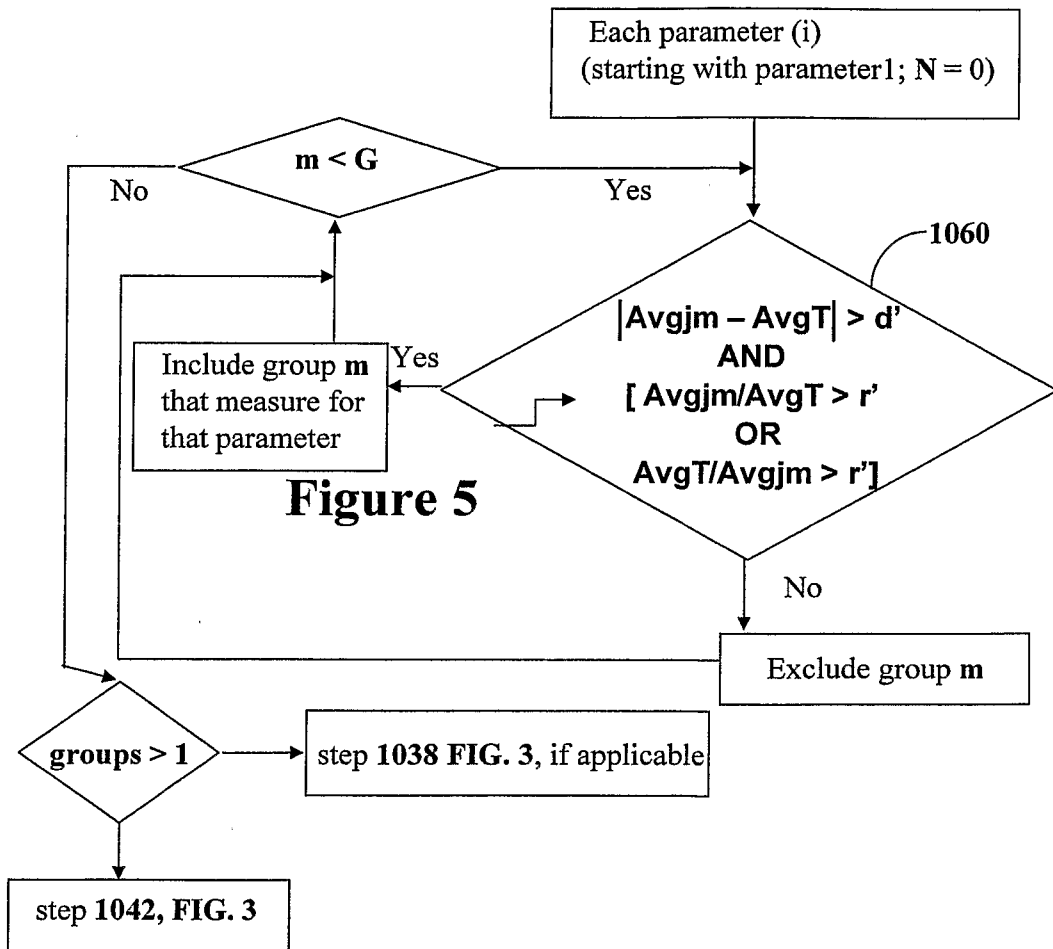 Each parameter (i)
(starting with parameter1; N = 0)
m < G
No
Yes
1060
|Avgjm – AvgT| > d'
AND
[ Avgjm/AvgT > r'
OR
AvgT/Avgjm > r']
Yes
Include group m
that measure for
that parameter
Figure 5
No
Exclude group m
groups > 1
step 1038 FIG. 3, if applicable
step 1042, FIG. 3